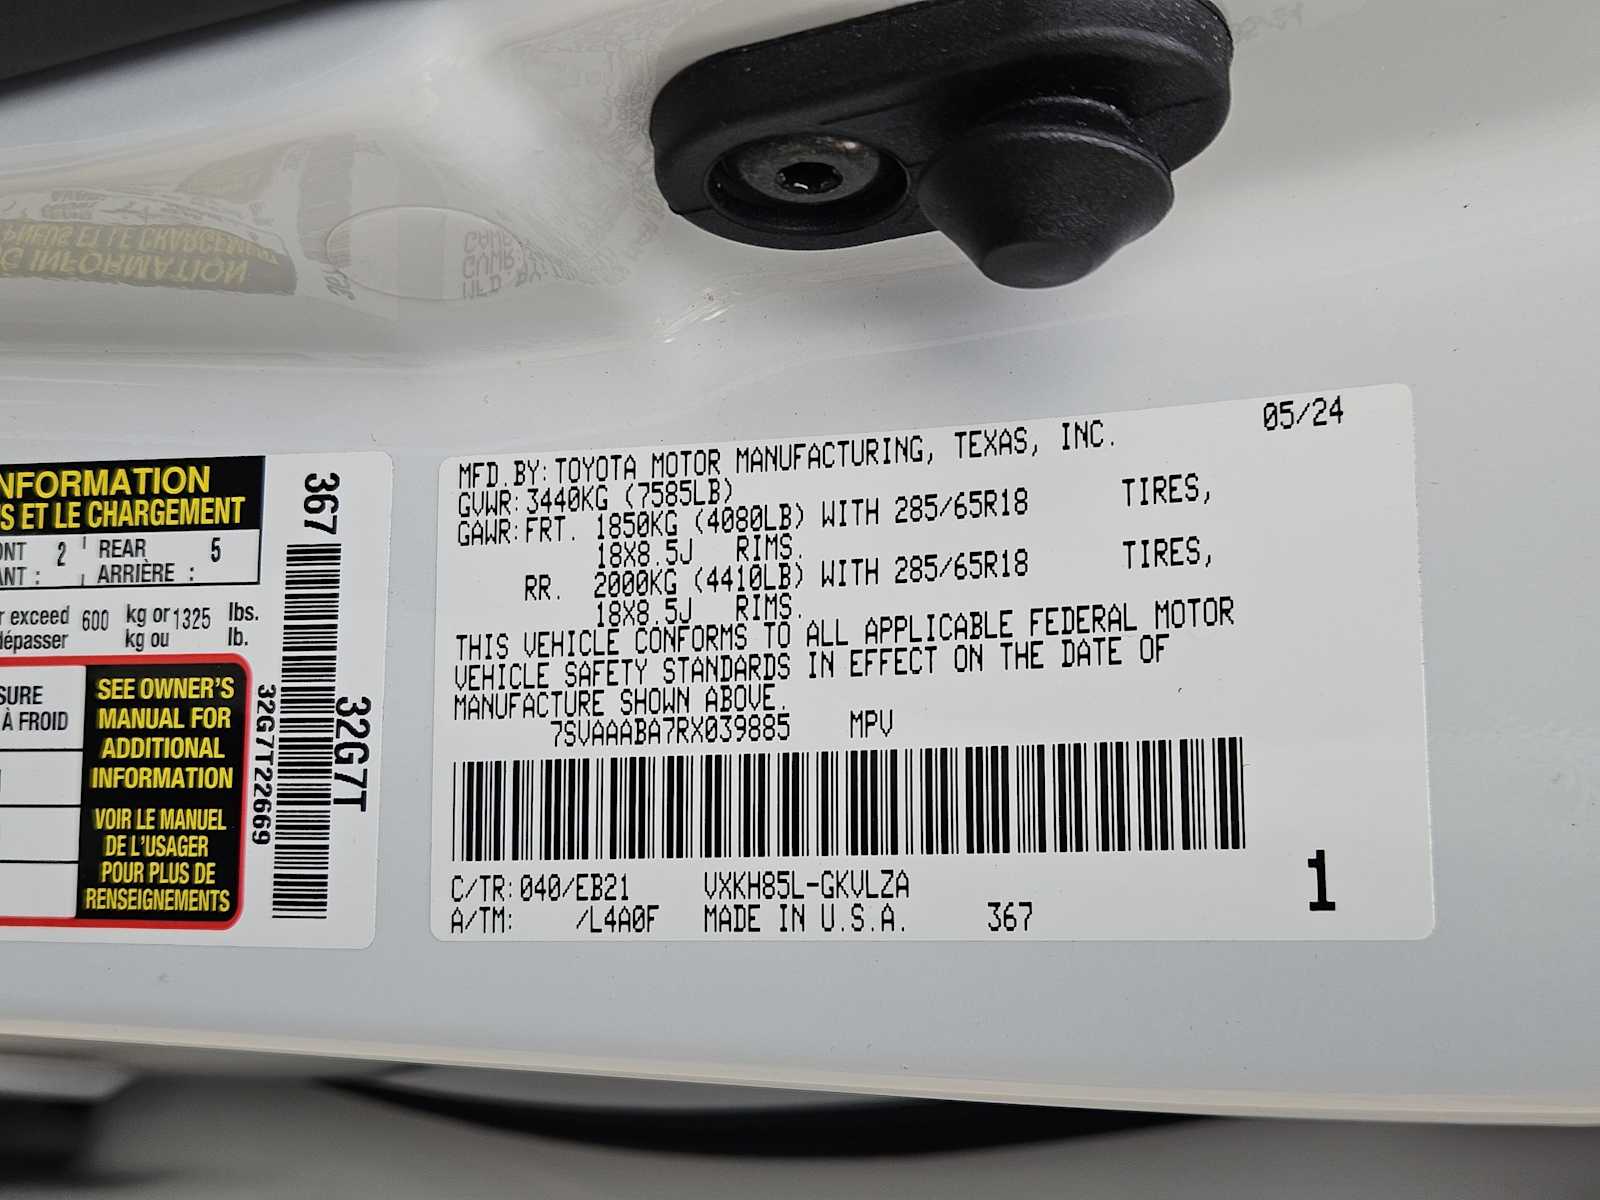 NFORMATION
S ET LE CHARGEMENT
ONT 2 REAR 5
ANT : ARRIÈRE :
r exceed 600 kg or 1325 lbs.
dépasser kg ou lb.
SURE
À FROID
SEE OWNER'S
MANUAL FOR
ADDITIONAL
INFORMATION
VOIR LE MANUEL
DE L'USAGER
POUR PLUS DE
RENSEIGNEMENTS
367
32G7T
32G7T22669
05/24
MFD.BY:TOYOTA MOTOR MANUFACTURING, TEXAS, INC.
GVWR:3440KG (7585LB)
GAWR:FRT. 1850KG (4080LB) WITH 285/65R18 TIRES,
18X8.5J RIMS.
RR. 2000KG (4410LB) WITH 285/65R18 TIRES,
18X8.5J RIMS.
THIS VEHICLE CONFORMS TO ALL APPLICABLE FEDERAL MOTOR
VEHICLE SAFETY STANDARDS IN EFFECT ON THE DATE OF
MANUFACTURE SHOWN ABOVE.
7SVAAABA7RX039885 MPV
C/TR:040/EB21 VXKH85L-GKVLZA
A/TM: /L4A0F MADE IN U.S.A. 367
1